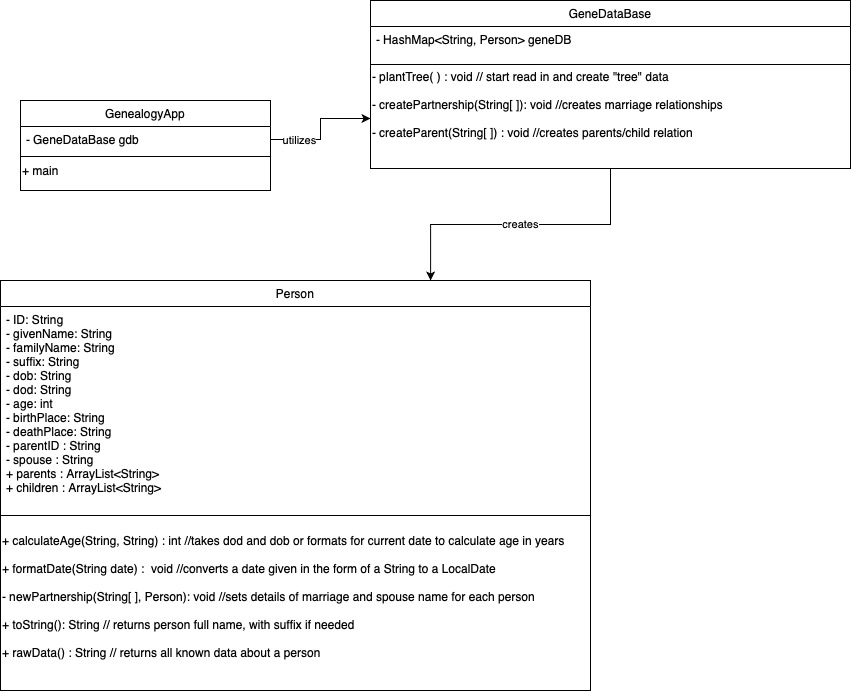 GeneDataBase
- HashMap<String, Person> geneDB
- plantTree( ) : void // start read in and create "tree" data
- createPartnership(String[ ]): void //creates marriage relationships
- createParent(String[ ]) : void //creates parents/child relation
GenealogyApp
- GeneDataBase gdb
+ main
utilizes
creates
Person
- ID: String
- givenName: String
- familyName: String
- suffix: String
- dob: String
- dod: String
- age: int
- birthPlace: String
- deathPlace: String
- parentID : String
- spouse : String
+ parents : ArrayList<String>
+ children : ArrayList<String>
+ calculateAge(String, String) : int //takes dod and dob or formats for current date to calculate age in years
+ formatDate(String date) :  void //converts a date given in the form of a String to a LocalDate
- newPartnership(String[ ], Person): void //sets details of marriage and spouse name for each person
+ toString(): String // returns person full name, with suffix if needed
+ rawData() : String // returns all known data about a person